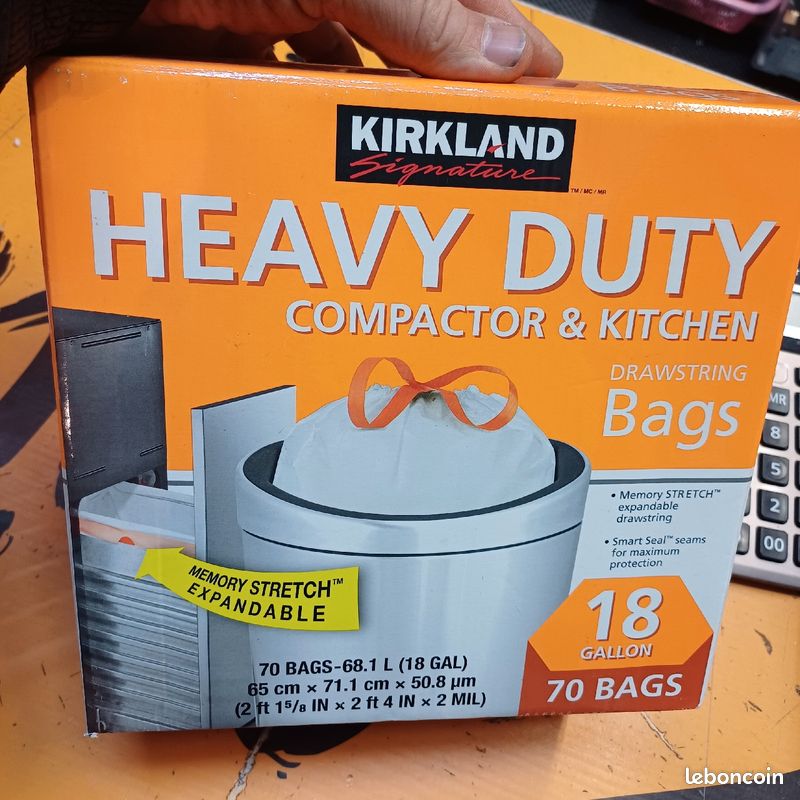 KIRKLAND
Signature
TM / MC / MR
HEAVY DUTY
COMPACTOR & KITCHEN
DRAWSTRING
Bags
• Memory STRETCH™
expandable
drawstring
• Smart Seal™ seams
for maximum
protection
MEMORY STRETCH™
EXPANDABLE
18
GALLON
70 BAGS
70 BAGS-68.1 L (18 GAL)
65 cm × 71.1 cm × 50.8 µm
(2 ft 1⁵/₈ IN × 2 ft 4 IN × 2 MIL)
MR
8
5
2
00
leboncoin